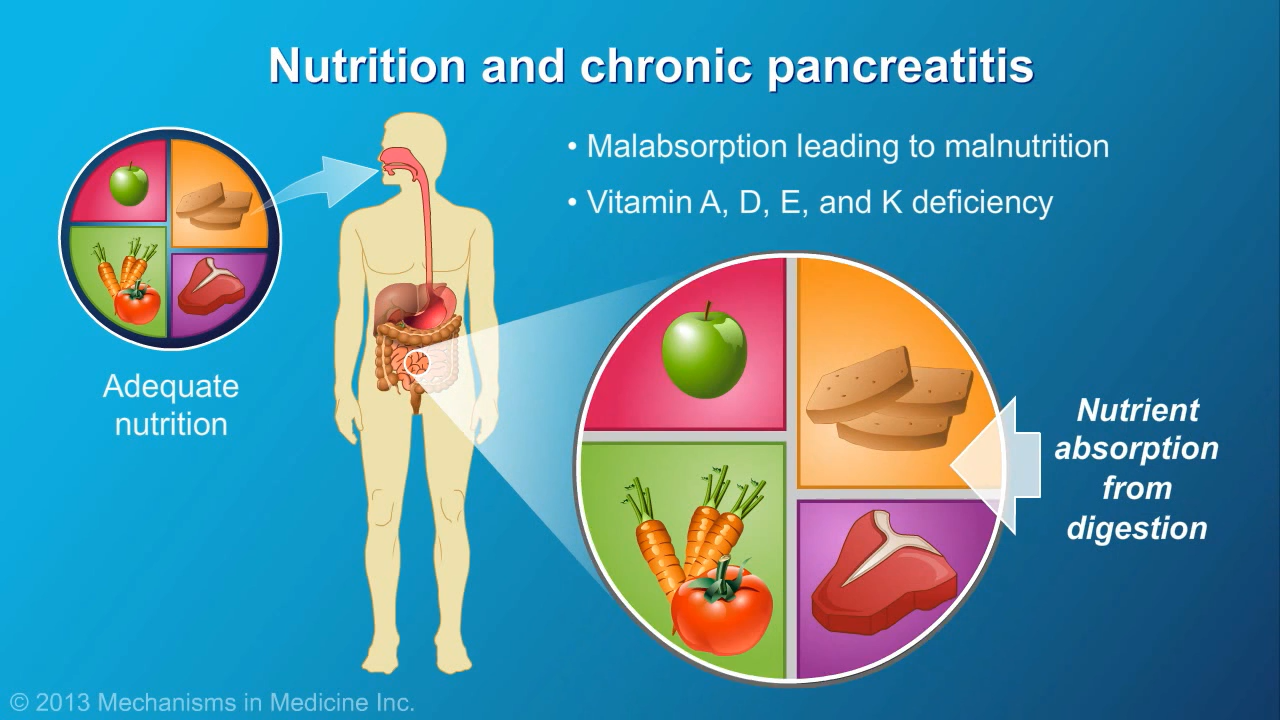 Nutrition and chronic pancreatitis
• Malabsorption leading to malnutrition
• Vitamin A, D, E, and K deficiency
Adequate
nutrition
Nutrient
absorption
from
digestion
© 2013 Mechanisms in Medicine Inc.